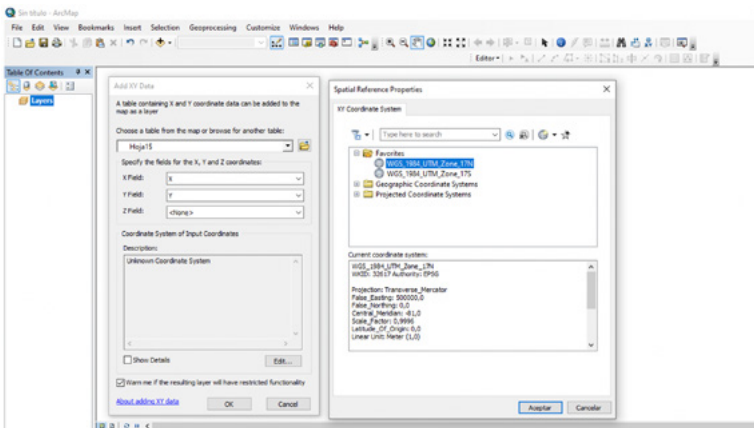 Sin título - ArcMap
File Edit View Bookmarks Insert Selection Geoprocessing Customize Windows Help
Editor
Table Of Contents
Layers
Add XY Data
A table containing X and Y coordinate data can be added to the
map as a layer
Choose a table from the map or browse for another table:
Hoja1$
Specify the fields for the X, Y and Z coordinates:
X Field: X
Y Field: Y
Z Field: <None>
Coordinate System of Input Coordinates
Description:
Unknown Coordinate System
Show Details
Edit...
Warn me if the resulting layer will have restricted functionality
About adding XY data
OK
Cancel
Spatial Reference Properties
XY Coordinate System
Type here to search
Favorites
WGS_1984_UTM_Zone_17N
WGS_1984_UTM_Zone_17S
Geographic Coordinate Systems
Projected Coordinate Systems
Current coordinate system:
WGS_1984_UTM_Zone_17N
WKID: 32617 Authority: EPSG
Projection: Transverse_Mercator
False_Easting: 500000,0
False_Northing: 0,0
Central_Meridian: -81,0
Scale_Factor: 0,9996
Latitude_Of_Origin: 0,0
Linear Unit: Meter (1,0)
Aceptar
Cancelar